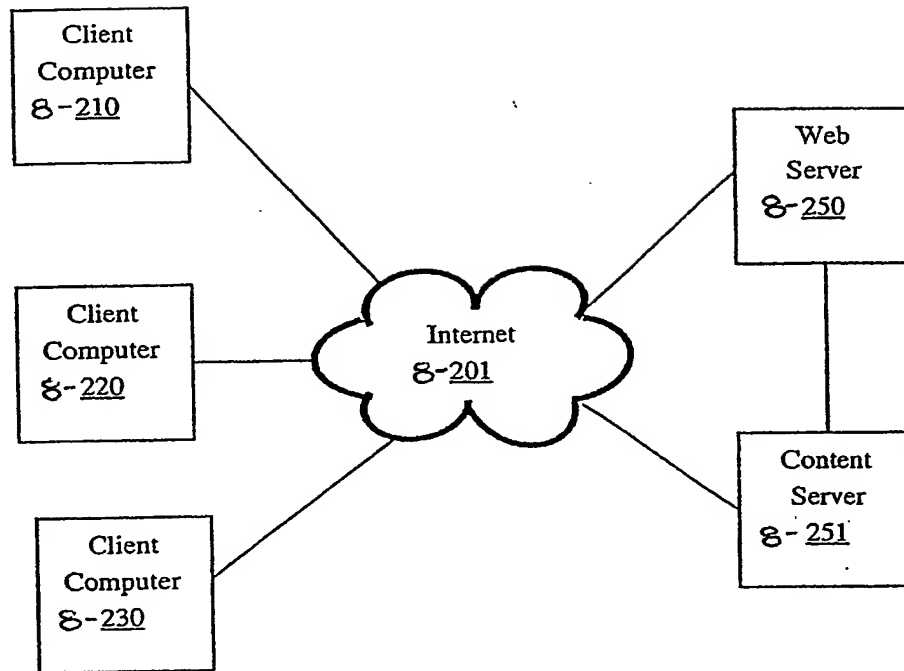 Client
Computer
8-210
Web
Server
8-250
Client
Computer
8-220
Internet
8-201
Content
Server
8-251
Client
Computer
8-230